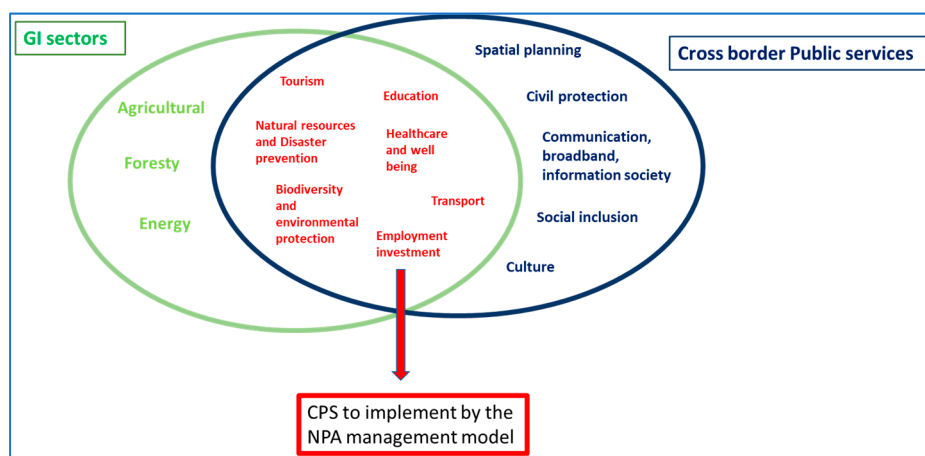 GI sectors
Cross border Public services
Agricultural
Foresty
Energy
Tourism
Education
Natural resources
and Disaster
prevention
Healthcare
and well
being
Biodiversity
and
environmental
protection
Transport
Employment
investment
Spatial planning
Civil protection
Communication,
broadband,
information society
Social inclusion
Culture
CPS to implement by the
NPA management model